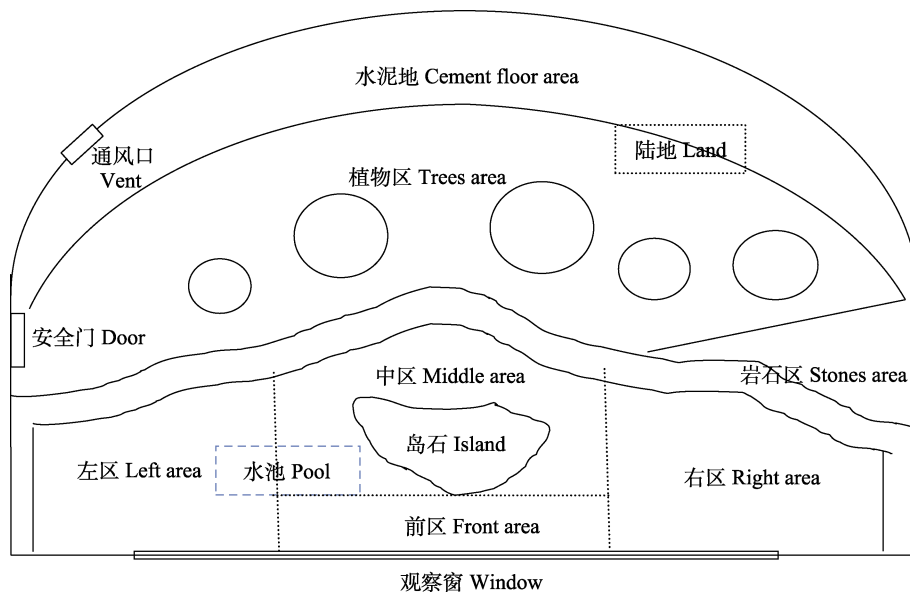 水泥地 Cement floor area
通风口
Vent
陆地 Land
植物区 Trees area
安全门 Door
中区 Middle area
岩石区 Stones area
岛石 Island
左区 Left area
水池 Pool
右区 Right area
前区 Front area
观察窗 Window